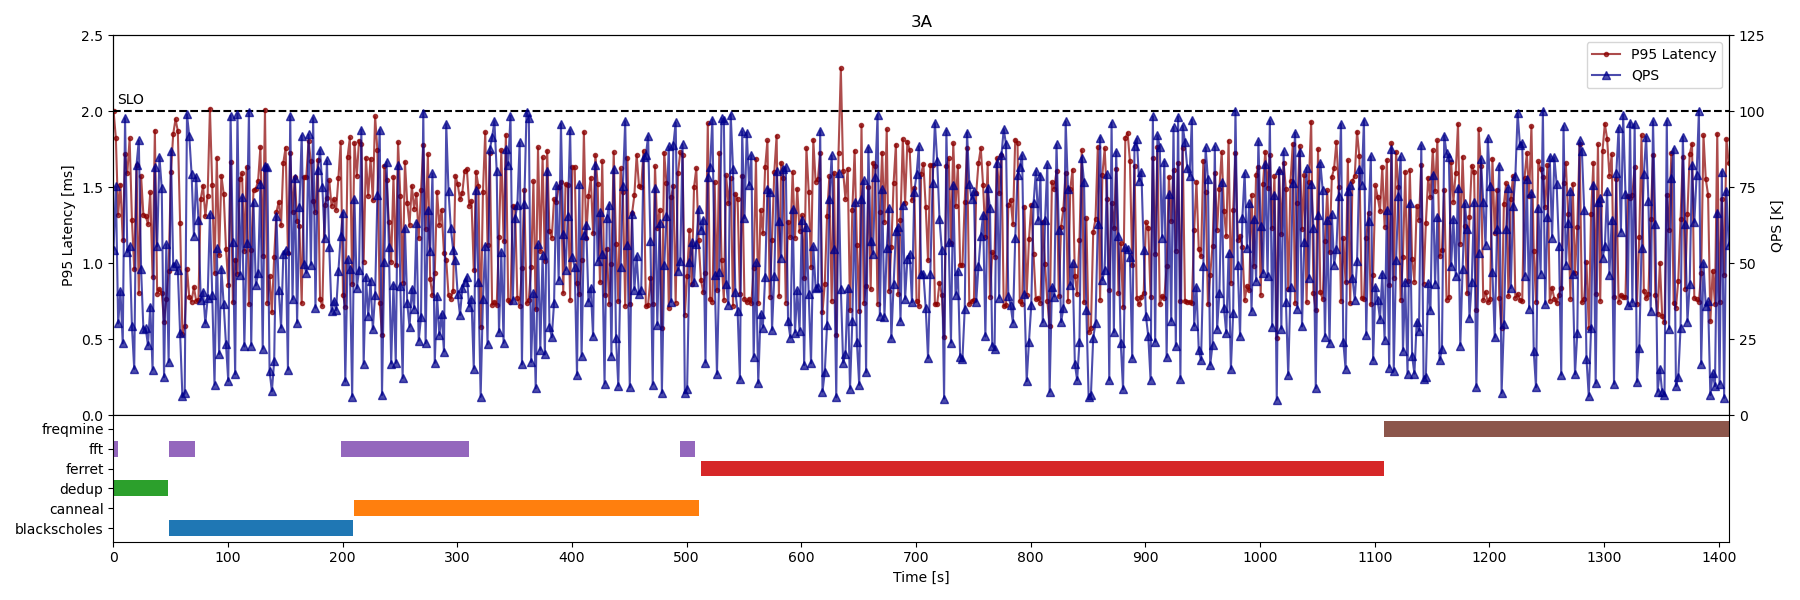 3A
2.5
2.0
1.5
1.0
0.5
0.0
P95 Latency [ms]
SLO
P95 Latency
QPS
125
100
75
50
25
0
QPS [K]
freqmine
fft
ferret
dedup
canneal
blackscholes
0 100 200 300 400 500 600 700 800 900 1000 1100 1200 1300 1400
Time [s]